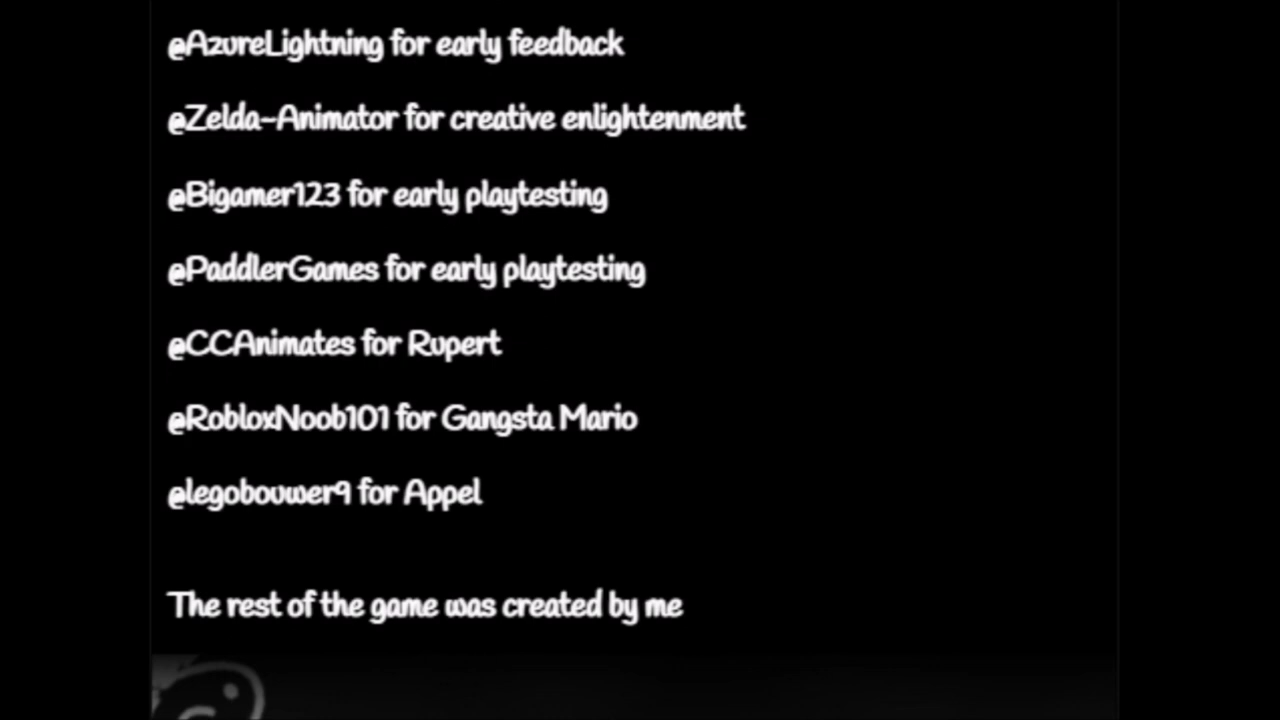 @AzureLightning for early feedback
@Zelda-Animator for creative enlightenment
@Bigamer123 for early playtesting
@PaddlerGames for early playtesting
@CCAnimates for Rupert
@RobloxNoob101 for Gangsta Mario
@legobouwer9 for Appel
The rest of the game was created by me